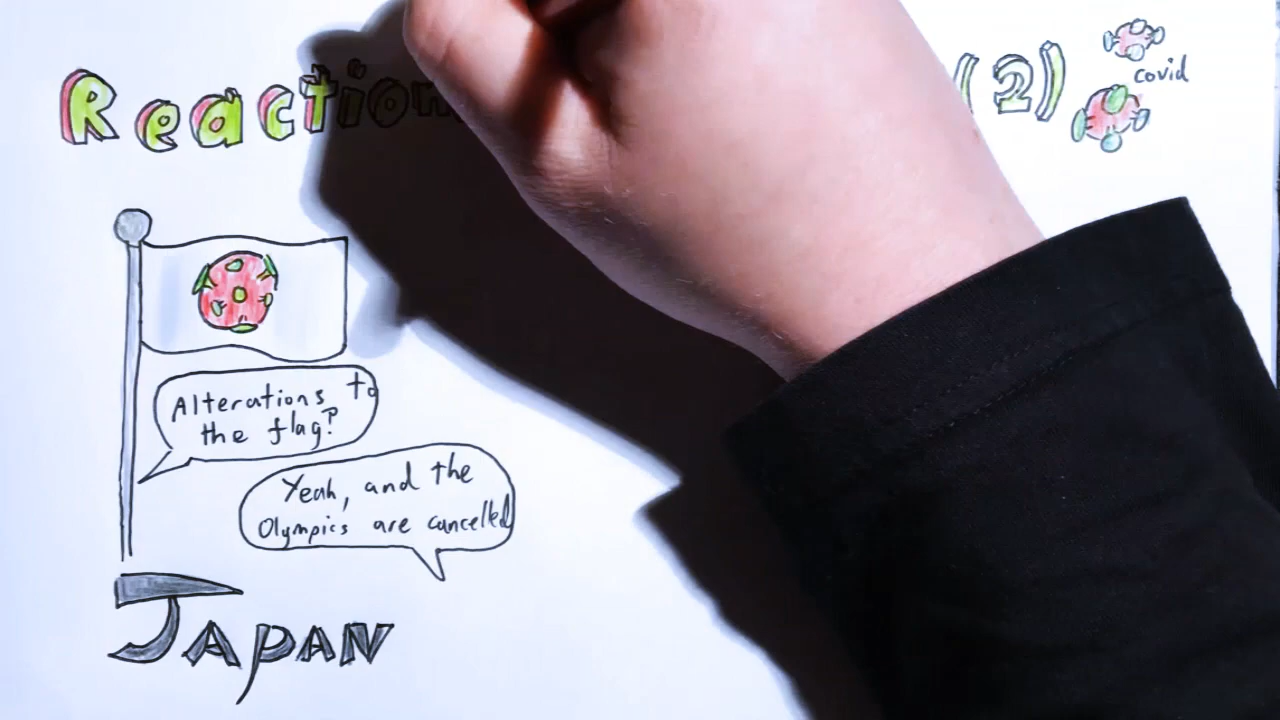 Reaction (2)
covid
Alterations to
the flag?
Yeah, and the
Olympics are cancelled
JAPAN